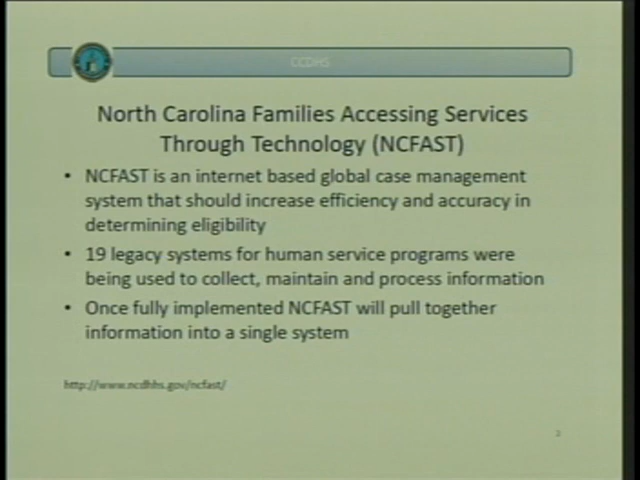 CCDHS
North Carolina Families Accessing Services
Through Technology (NCFAST)
• NCFAST is an internet based global case management
system that should increase efficiency and accuracy in
determining eligibility
• 19 legacy systems for human service programs were
being used to collect, maintain and process information
• Once fully implemented NCFAST will pull together
information into a single system
http://www.ncdhhs.gov/ncfast/
2